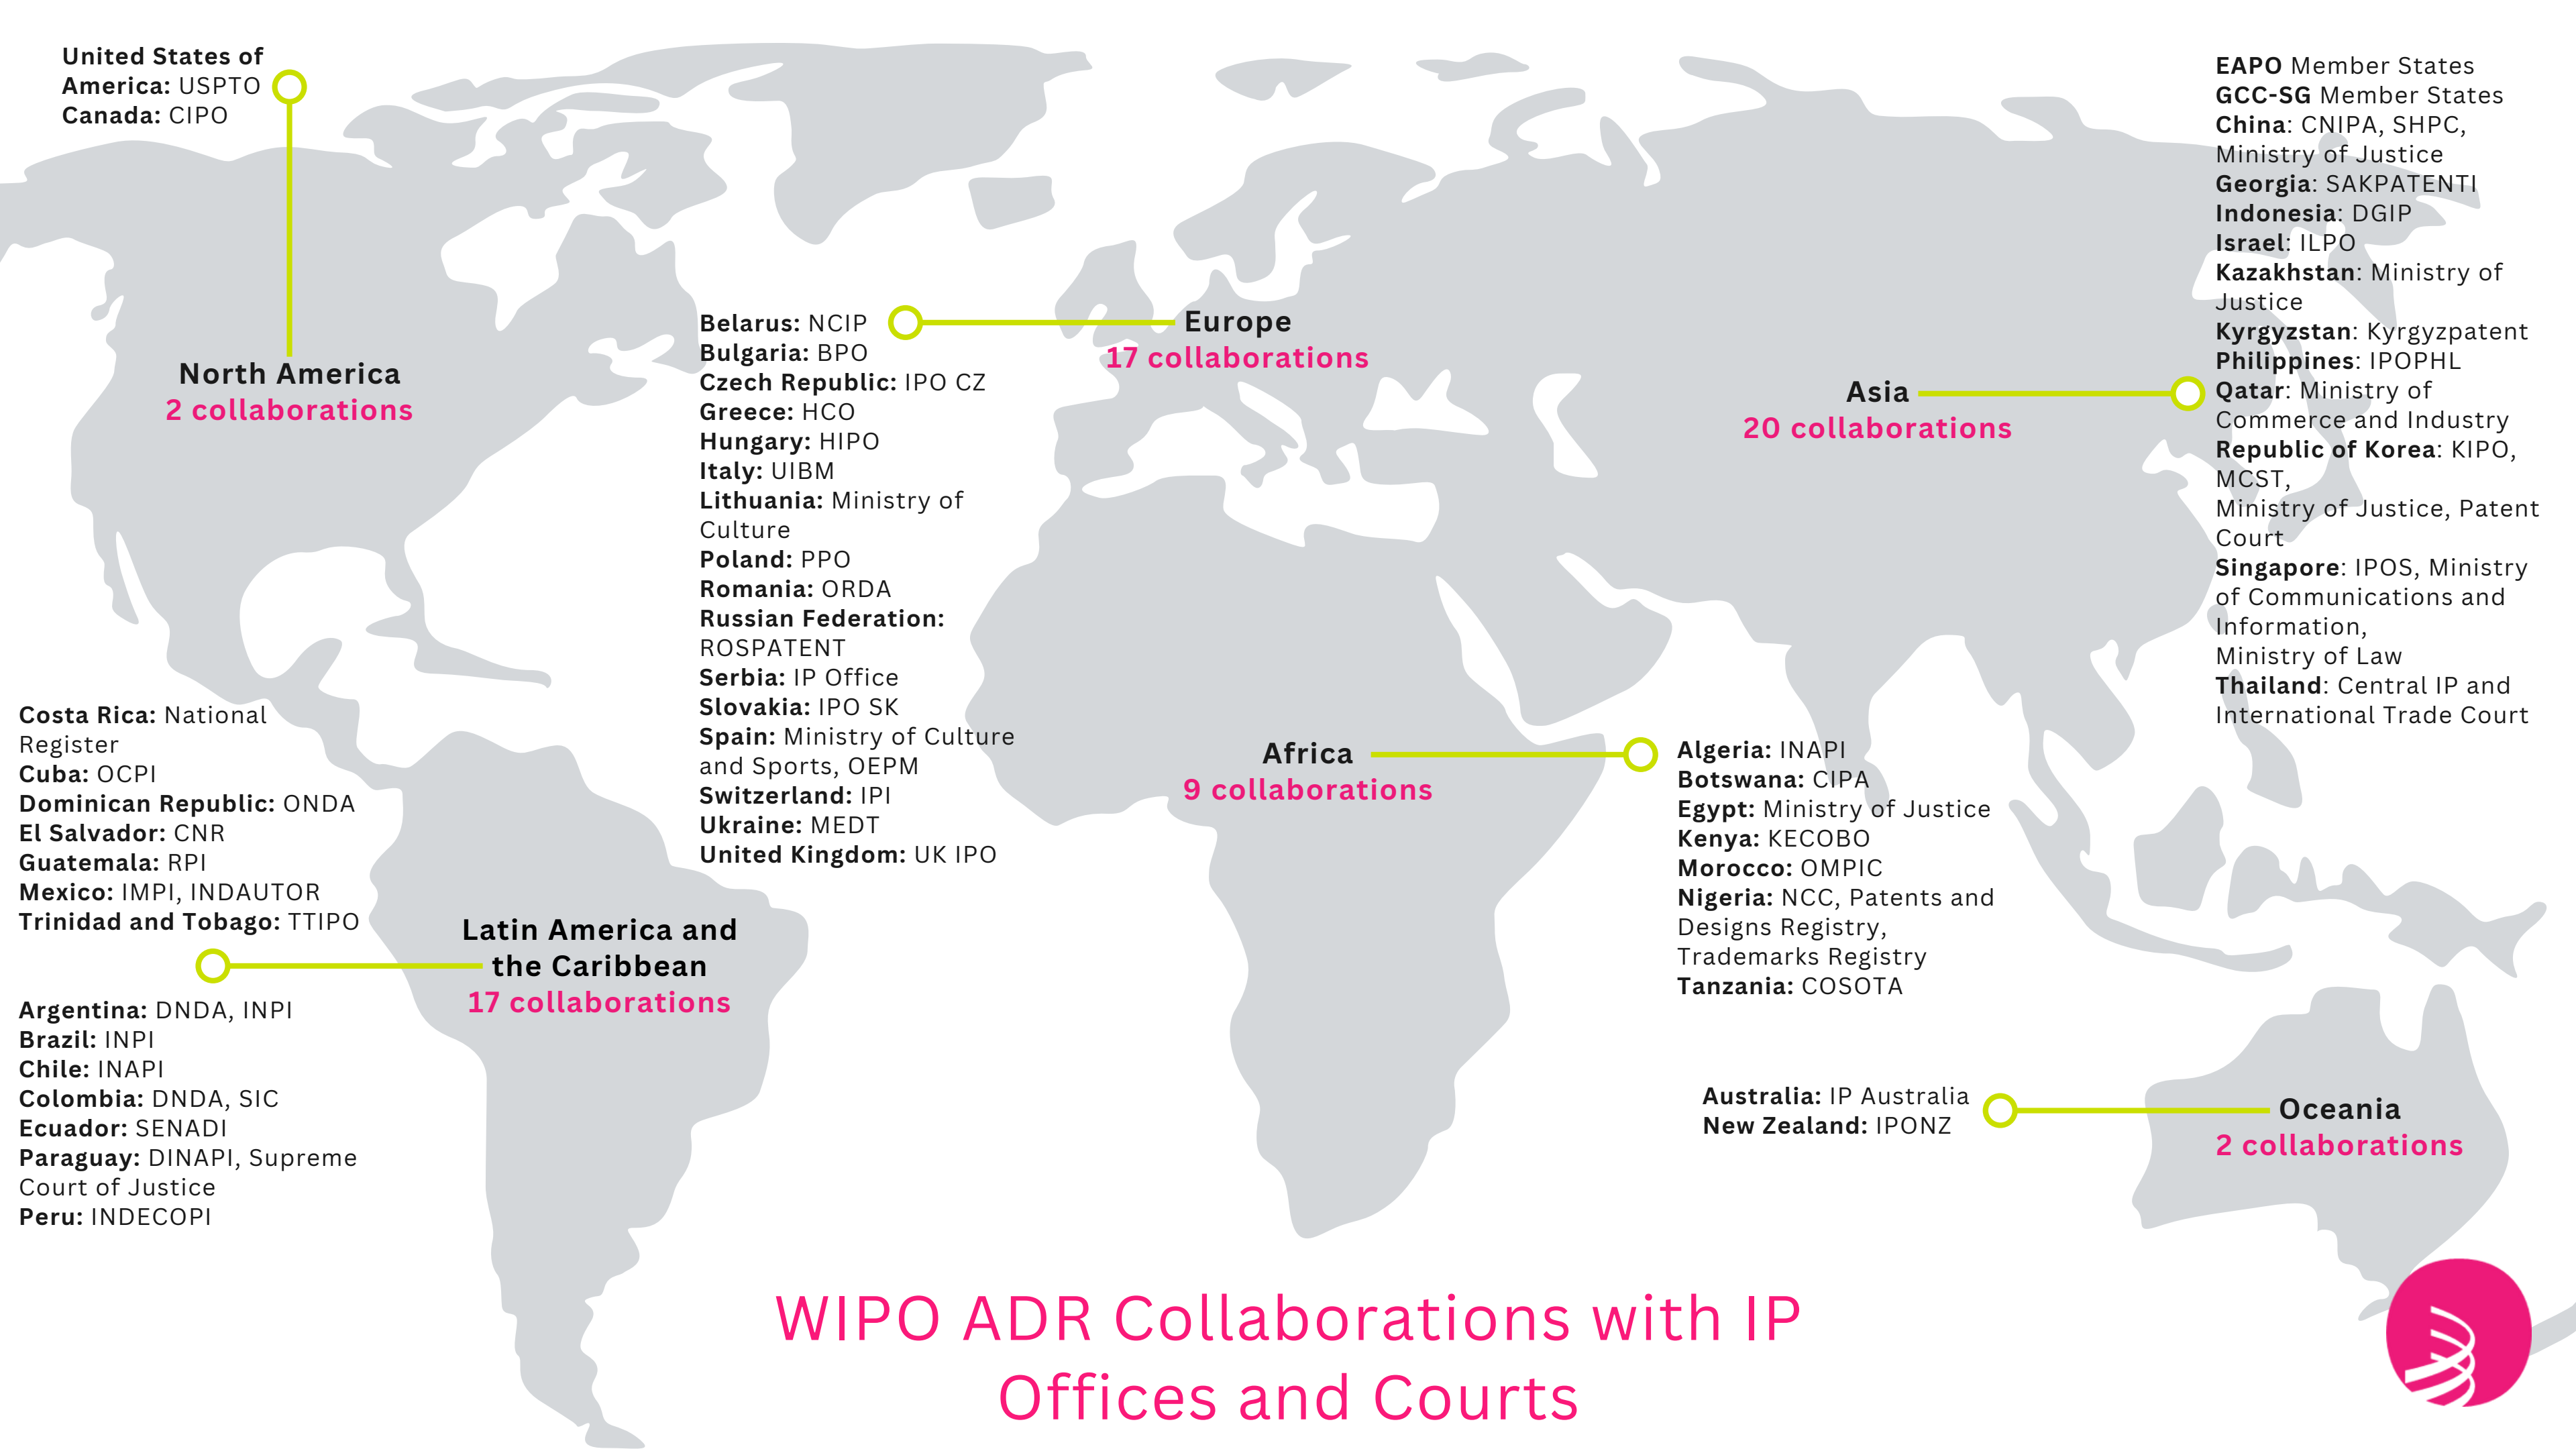 United States of
America: USPTO
Canada: CIPO
North America
2 collaborations
Belarus: NCIP
Bulgaria: BPO
Czech Republic: IPO CZ
Greece: HCO
Hungary: HIPO
Italy: UIBM
Lithuania: Ministry of
Culture
Poland: PPO
Romania: ORDA
Russian Federation:
ROSPATENT
Serbia: IP Office
Slovakia: IPO SK
Spain: Ministry of Culture
and Sports, OEPM
Switzerland: IPI
Ukraine: MEDT
United Kingdom: UK IPO
Europe
17 collaborations
Asia
20 collaborations
EAPO Member States
GCC-SG Member States
China: CNIPA, SHPC,
Ministry of Justice
Georgia: SAKPATENTI
Indonesia: DGIP
Israel: ILPO
Kazakhstan: Ministry of
Justice
Kyrgyzstan: Kyrgyzpatent
Philippines: IPOPHL
Qatar: Ministry of
Commerce and Industry
Republic of Korea: KIPO,
MCST,
Ministry of Justice, Patent
Court
Singapore: IPOS, Ministry
of Communications and
Information,
Ministry of Law
Thailand: Central IP and
International Trade Court
Costa Rica: National
Register
Cuba: OCPI
Dominican Republic: ONDA
El Salvador: CNR
Guatemala: RPI
Mexico: IMPI, INDAUTOR
Trinidad and Tobago: TTIPO
Latin America and
the Caribbean
17 collaborations
Argentina: DNDA, INPI
Brazil: INPI
Chile: INAPI
Colombia: DNDA, SIC
Ecuador: SENADI
Paraguay: DINAPI, Supreme
Court of Justice
Peru: INDECOPI
Africa
9 collaborations
Algeria: INAPI
Botswana: CIPA
Egypt: Ministry of Justice
Kenya: KECOBO
Morocco: OMPIC
Nigeria: NCC, Patents and
Designs Registry,
Trademarks Registry
Tanzania: COSOTA
Australia: IP Australia
New Zealand: IPONZ
Oceania
2 collaborations
WIPO ADR Collaborations with IP
Offices and Courts